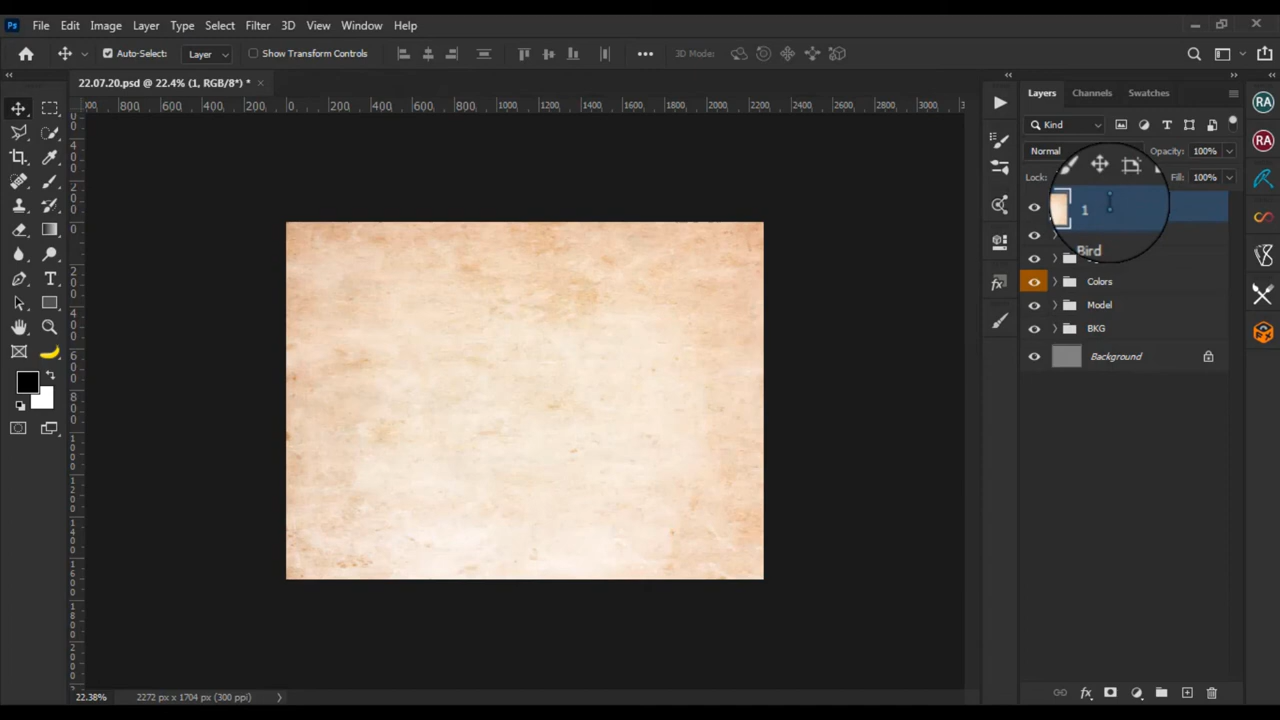 Ps File Edit Image Layer Type Select Filter 3D View Window Help
Auto-Select: Layer Show Transform Controls 3D Mode:
22.07.20.psd @ 22.4% (1, RGB/8*) *
Layers Channels Swatches
800 600 400 200 0 200 400 600 800 1000 1200 1400 1600 1800 2000 2200 2400 2600 2800 3000
Kind
Normal Opacity: 100%
Lock: Fill: 100%
1
Bird
Colors
Model
BKG
Background
RA
RA
T
fx
22.38% 2272 px x 1704 px (300 ppi)
fx